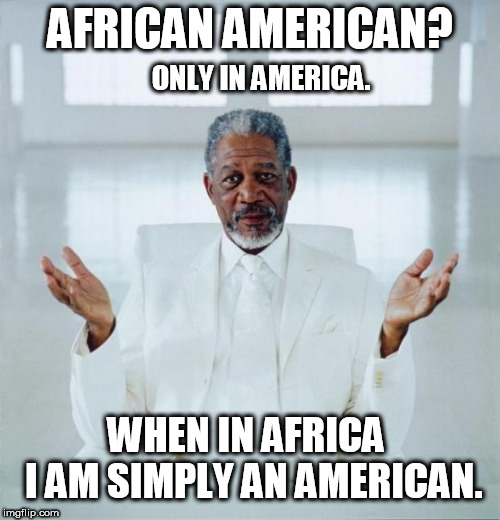 AFRICAN AMERICAN?
ONLY IN AMERICA.
WHEN IN AFRICA
I AM SIMPLY AN AMERICAN.
imgflip.com